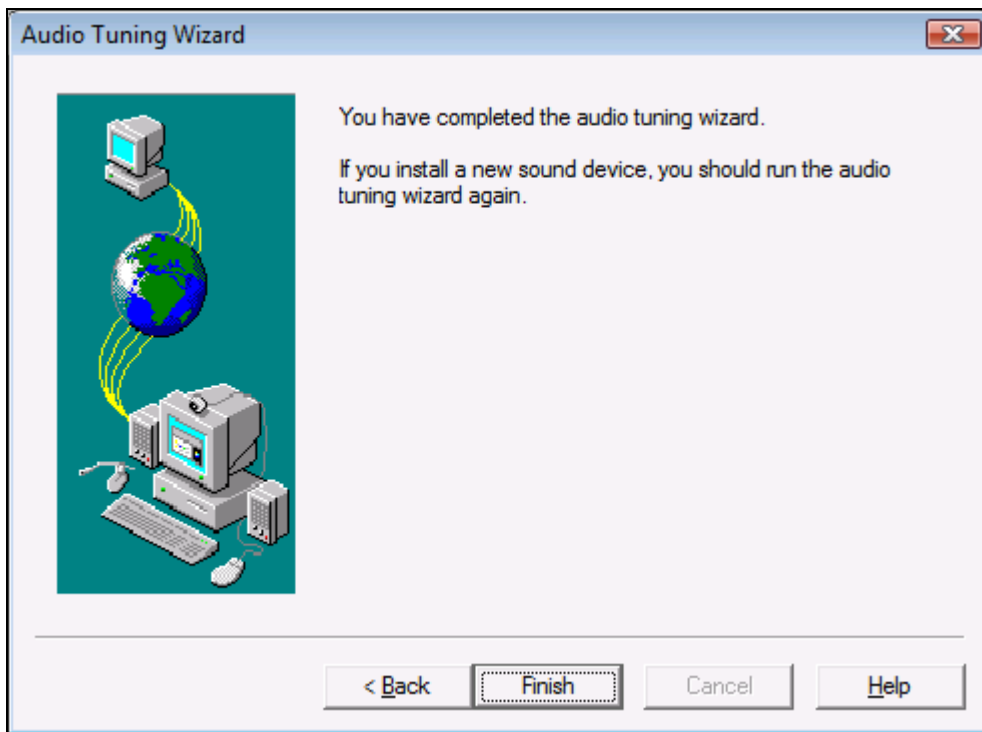 Audio Tuning Wizard
You have completed the audio tuning wizard.
If you install a new sound device, you should run the audio
tuning wizard again.
< Back
Finish
Cancel
Help